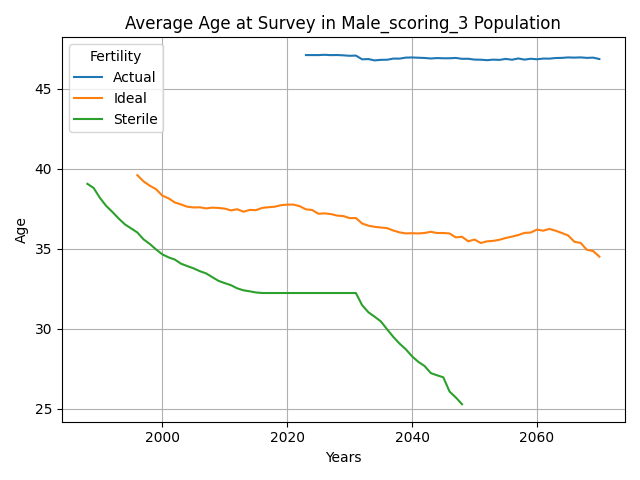 Average Age at Survey in Male_scoring_3 Population
Fertility
Actual
Ideal
Sterile
Age
45
40
35
30
25
2000
2020
2040
2060
Years